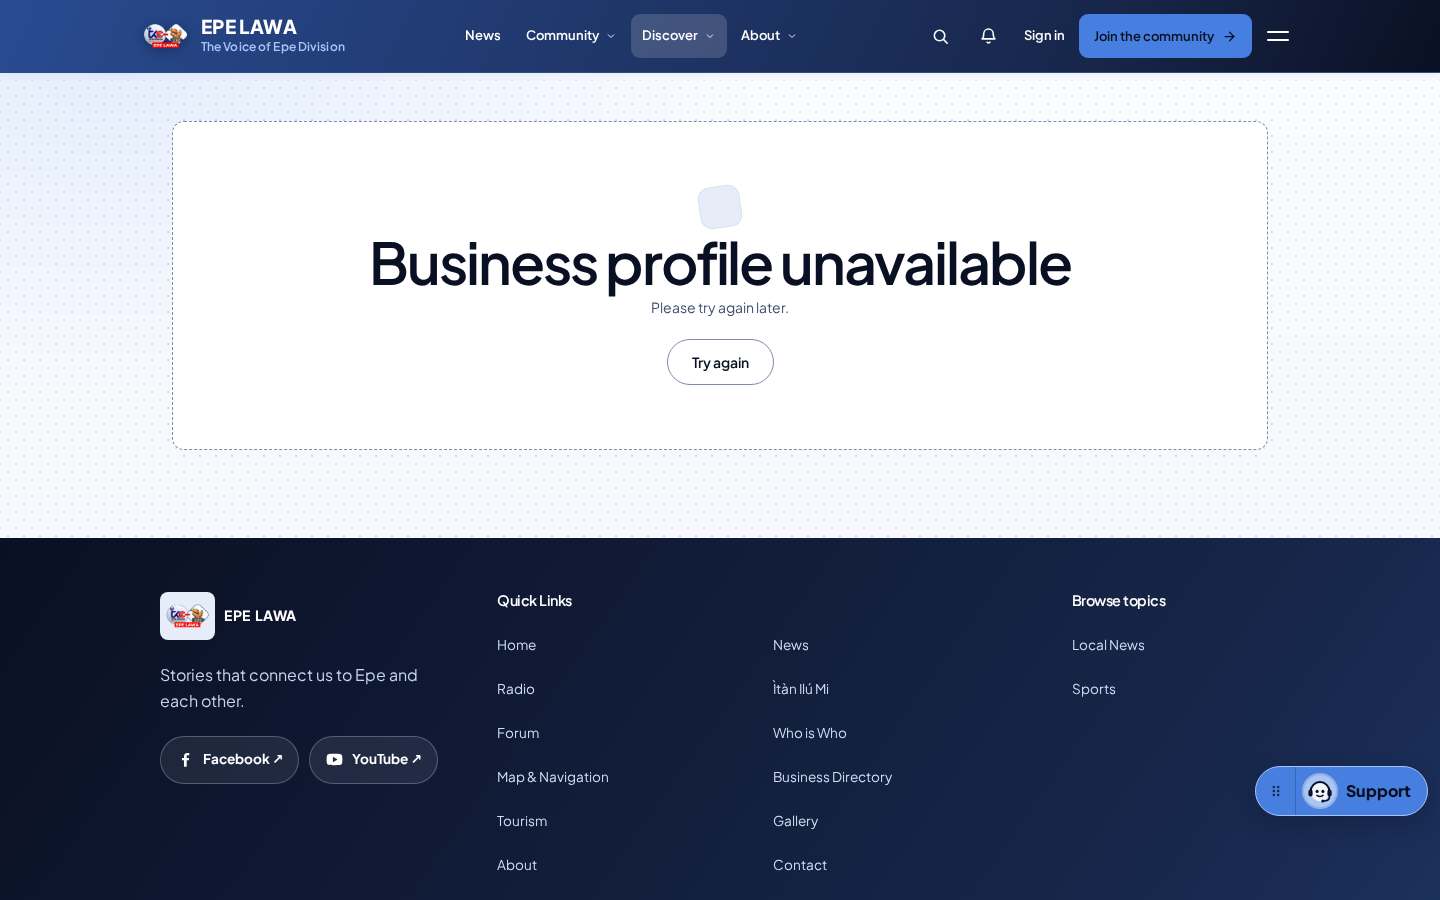 EPE LAWA
The Voice of Epe Division
News
Community
Discover
About
Sign in
Join the community →
Business profile unavailable
Please try again later.
Try again
EPE LAWA
EPE LAWA
Stories that connect us to Epe and
each other.
Facebook ↗
YouTube ↗
Quick Links
Home
News
Radio
Ìtàn Ilú Mi
Forum
Who is Who
Map & Navigation
Business Directory
Tourism
Gallery
About
Contact
Browse topics
Local News
Sports
Support